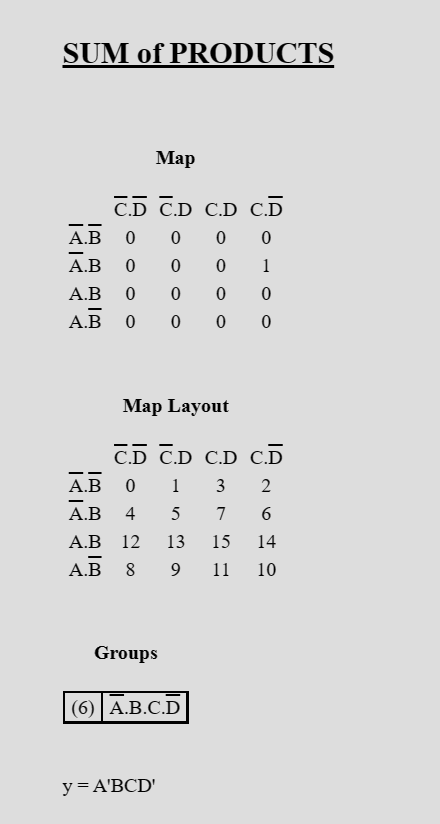 SUM of PRODUCTS
Map
C̅.D̅ C̅.D C.D C.D̅
A̅.B̅ 0 0 0 0
A̅.B 0 0 0 1
A.B 0 0 0 0
A.B̅ 0 0 0 0
Map Layout
C̅.D̅ C̅.D C.D C.D̅
A̅.B̅ 0 1 3 2
A̅.B 4 5 7 6
A.B 12 13 15 14
A.B̅ 8 9 11 10
Groups
(6) A̅.B.C.D̅
y = A'BCD'